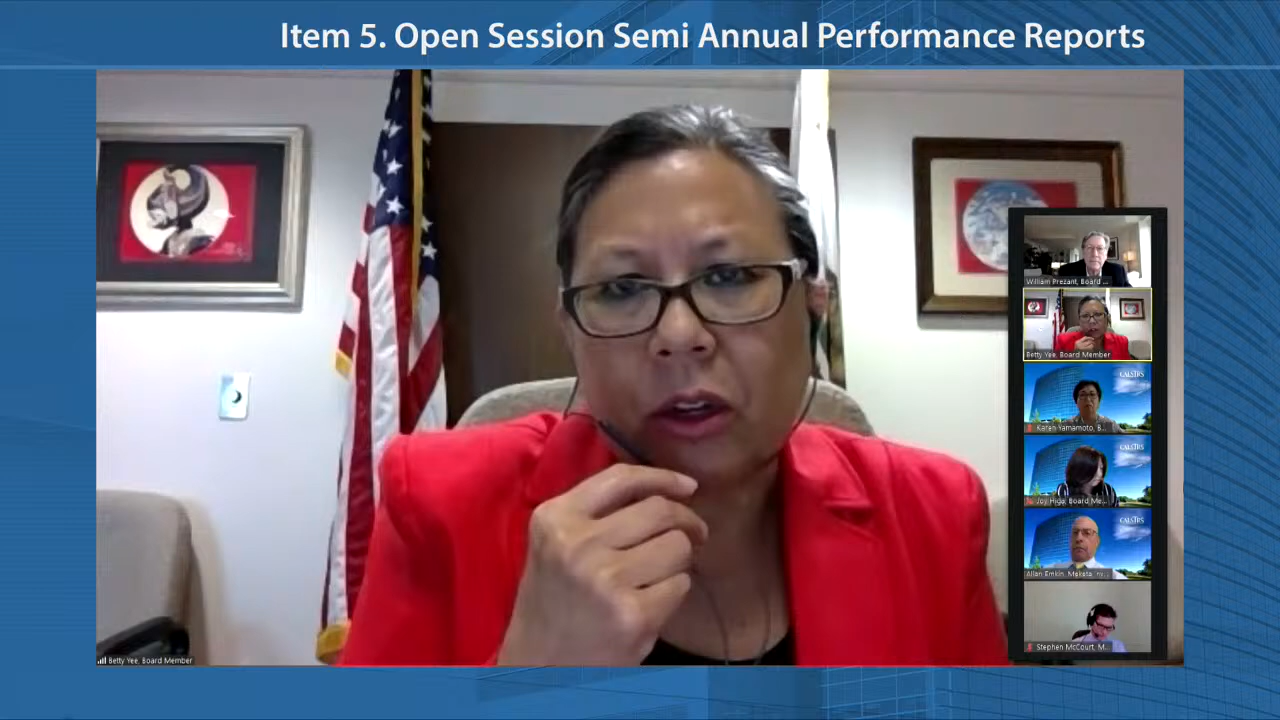 Item 5. Open Session Semi Annual Performance Reports
William Prezant, Board ...
Betty Yee, Board Member
CALSTRS
Karen Yamamoto, B...
CALSTRS
Joy Higa, Board Me...
CALSTRS
Allan Emkin, Meketa
Stephen McCourt, M...
Betty Yee, Board Member